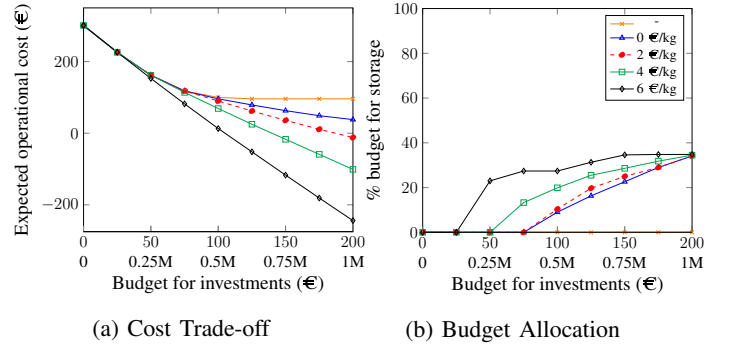 Expected operational cost (€)
200
0
−200
0 50 100 150 200
0 0.25M 0.5M 0.75M 1M
Budget for investments (€)
(a) Cost Trade-off
% budget for storage
100
80
60
40
20
0
-
0 €/kg
2 €/kg
4 €/kg
6 €/kg
0 50 100 150 200
0 0.25M 0.5M 0.75M 1M
Budget for investments (€)
(b) Budget Allocation